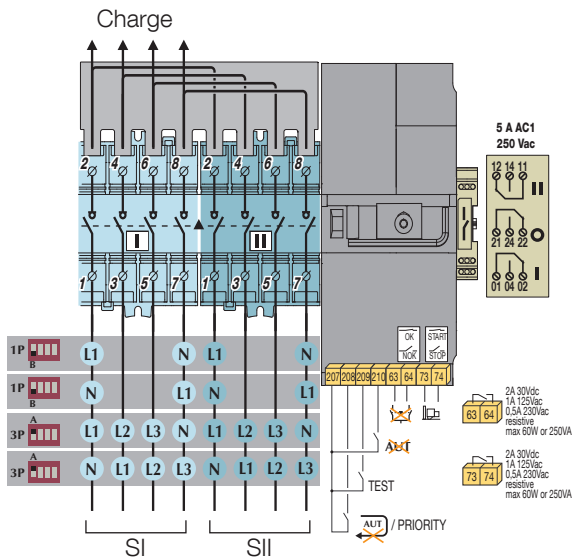 Charge
2 4 6 8 2 4 6 8
I II
1 3 5 7 1 3 5 7
5 A AC1
250 Vac
12 14 11
II
21 24 22
O
I
01 04 02
OK START
NOK STOP
207 208 209 210 63 64 73 74
1P B L1 N L1 N
1P B N L1 N L1
3P A L1 L2 L3 N L1 L2 L3 N
3P A N L1 L2 L3 N L1 L2 L3
AUT
TEST
AUT / PRIORITY
63 64
2A 30Vdc
1A 125Vac
0,5A 230Vac
resistive
max 60W or 250VA
73 74
2A 30Vdc
1A 125Vac
0,5A 230Vac
resistive
max 60W or 250VA
SI SII